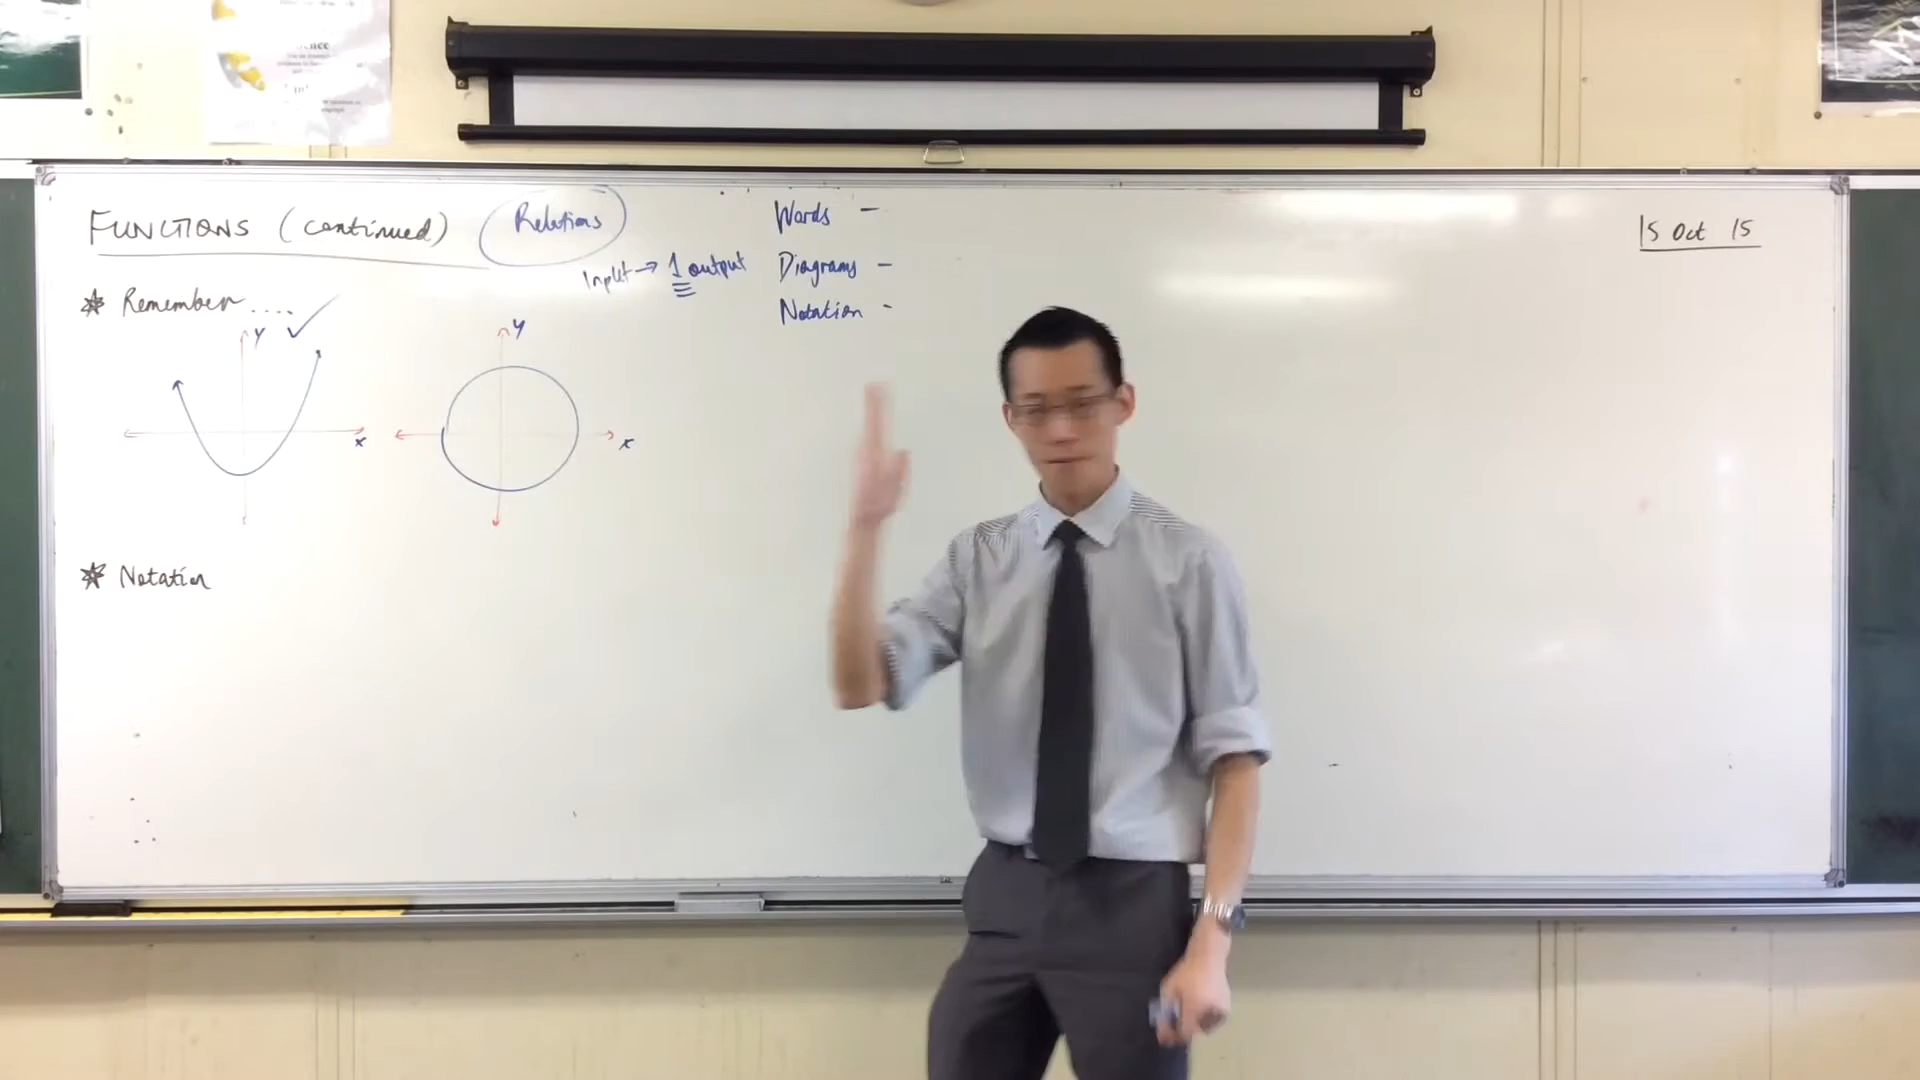 FUNCTIONS (continued)
Relations
Input → 1 output
Words –
Diagrams –
Notation -
15 Oct 15
* Remember ....
y
x
y
x
* Notation